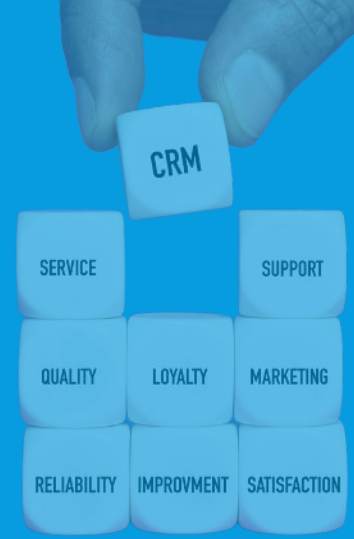 CRM
SERVICE
SUPPORT
QUALITY
LOYALTY
MARKETING
RELIABILITY
IMPROVMENT
SATISFACTION